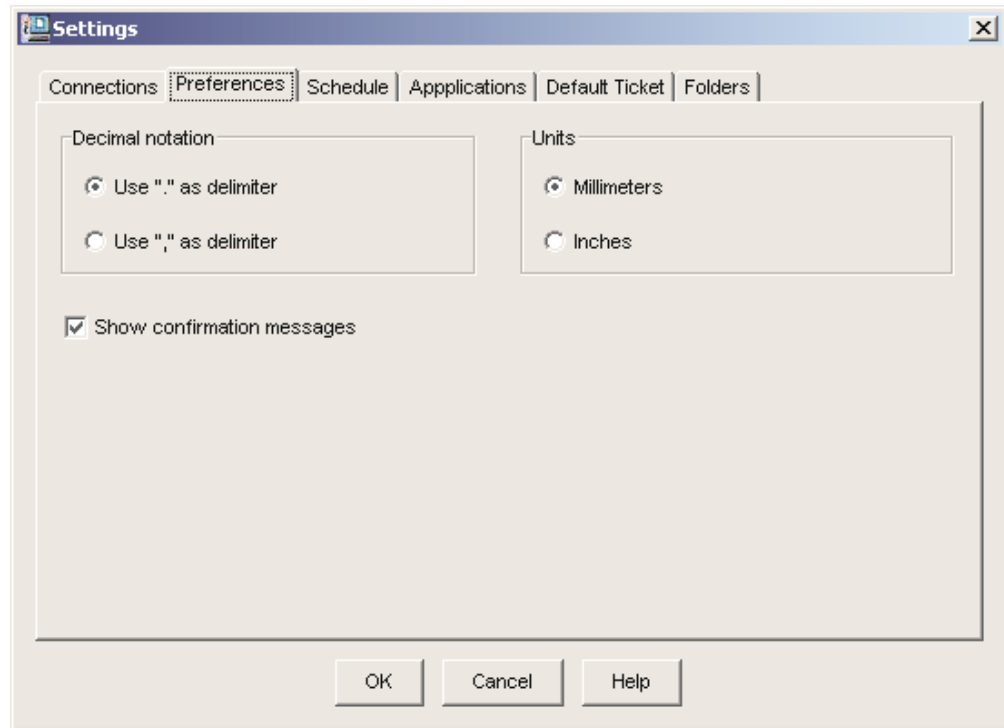 Settings
Connections Preferences Schedule Appplications Default Ticket Folders
Decimal notation
Use "." as delimiter
Use "," as delimiter
Units
Millimeters
Inches
Show confirmation messages
OK Cancel Help